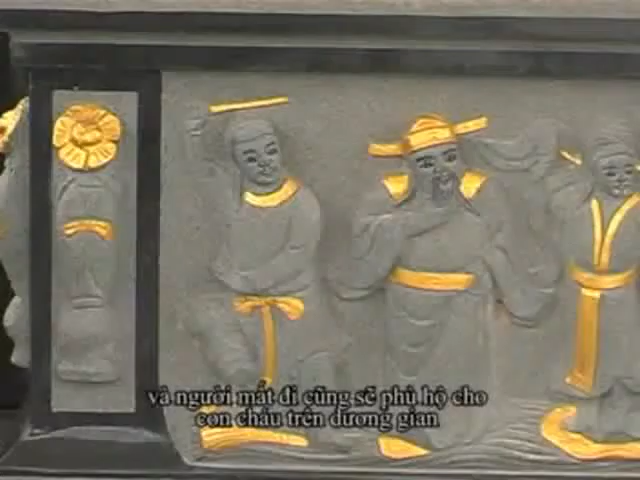 và người mất đi cũng sẽ phù hộ cho
con cháu trên dương gian